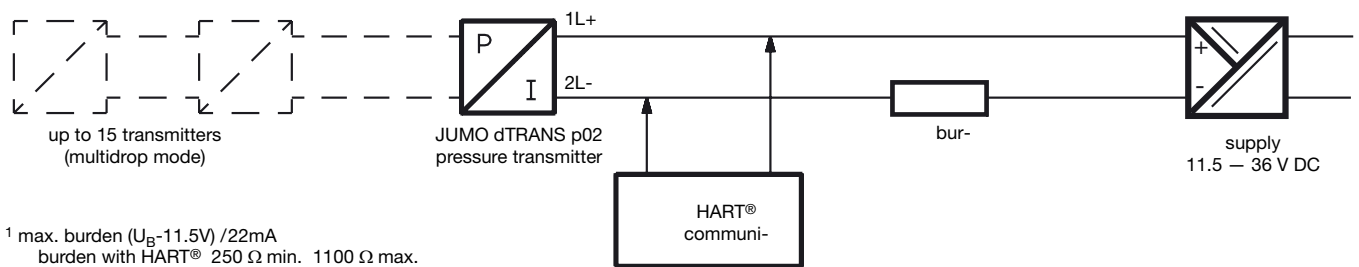 1L+
P
I
2L-
+
-
up to 15 transmitters
(multidrop mode)
JUMO dTRANS p02
pressure transmitter
bur-
supply
11.5 — 36 V DC
HART®
communi-
1 max. burden (UB-11.5V) /22mA
burden with HART® 250 Ω min. 1100 Ω max.